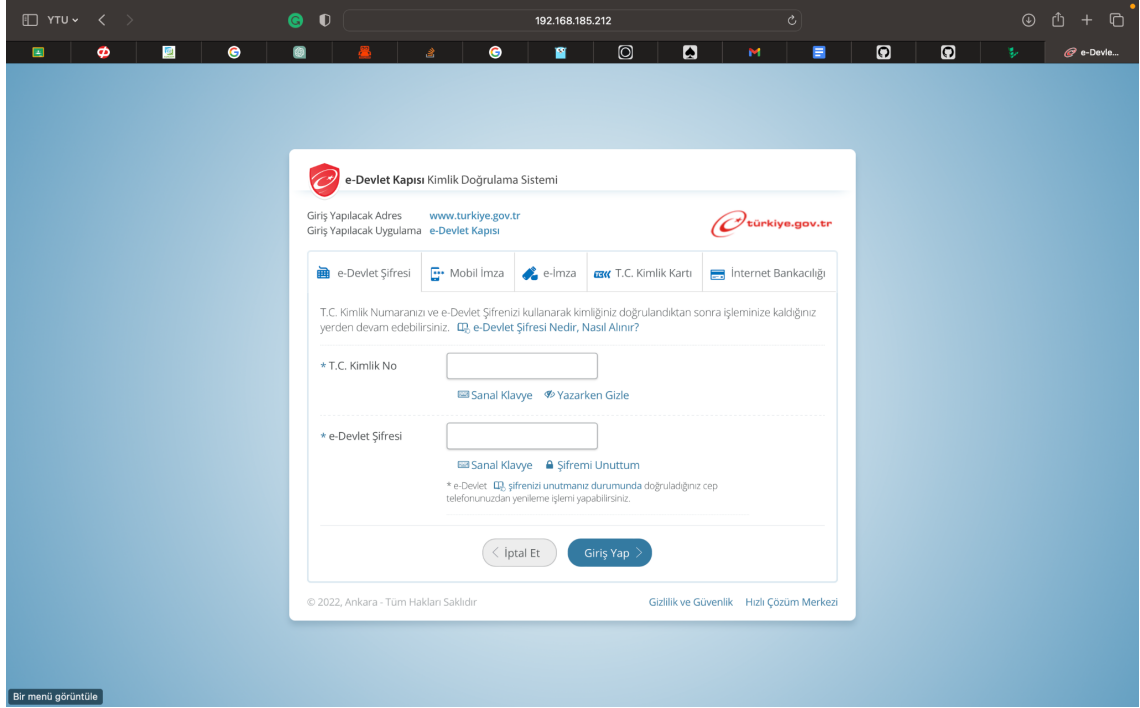 YTU
192.168.185.212
e-Devle...
e-Devlet Kapısı Kimlik Doğrulama Sistemi
Giriş Yapılacak Adres www.turkiye.gov.tr
Giriş Yapılacak Uygulama e-Devlet Kapısı
türkiye.gov.tr
e-Devlet Şifresi Mobil İmza e-İmza T.C. Kimlik Kartı İnternet Bankacılığı
T.C. Kimlik Numaranızı ve e-Devlet Şifrenizi kullanarak kimliğiniz doğrulandıktan sonra işleminize kaldığınız
yerden devam edebilirsiniz. e-Devlet Şifresi Nedir, Nasıl Alınır?
* T.C. Kimlik No
Sanal Klavye Yazarken Gizle
* e-Devlet Şifresi
Sanal Klavye Şifremi Unuttum
* e-Devlet şifrenizi unutmanız durumunda doğruladığınız cep
telefonunuzdan yenileme işlemi yapabilirsiniz.
İptal Et Giriş Yap
© 2022, Ankara - Tüm Hakları Saklıdır Gizlilik ve Güvenlik Hızlı Çözüm Merkezi
Bir menü görüntüle